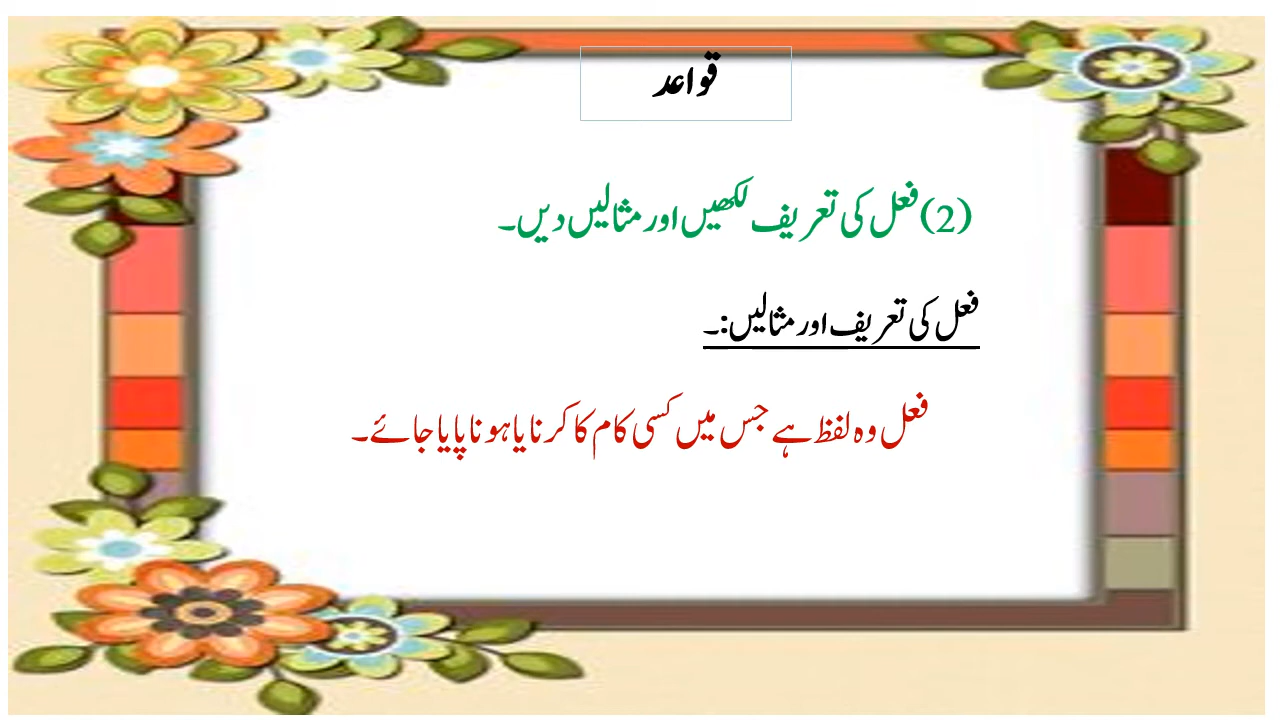 قواعد
(2) فعل کی تعریف لکھیں اور مثالیں دیں۔
فعل کی تعریف اور مثالیں:۔
فعل وہ لفظ ہے جس میں کسی کام کا کرنا یا ہونا پایا جائے۔